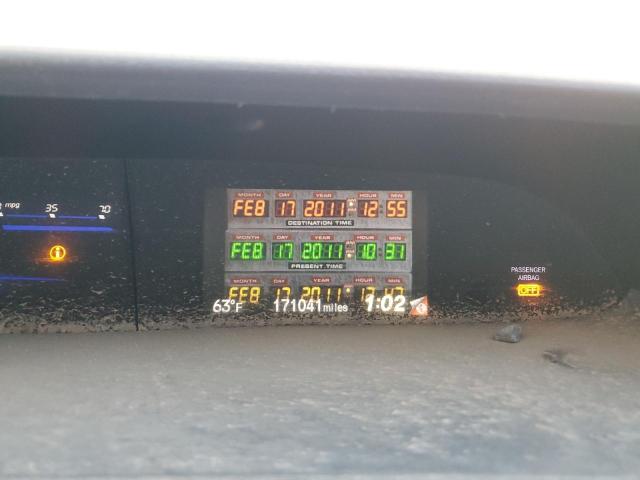 mpg 35 70
MONTH DAY YEAR HOUR MIN
FEB 17 2011 12 55
DESTINATION TIME
MONTH DAY YEAR HOUR MIN
FEB 17 2011 10 31
PRESENT TIME
MONTH DAY YEAR HOUR MIN
FEB 17 2011 12 47
63°F 171041 miles 1:02
PASSENGER
AIRBAG
OFF